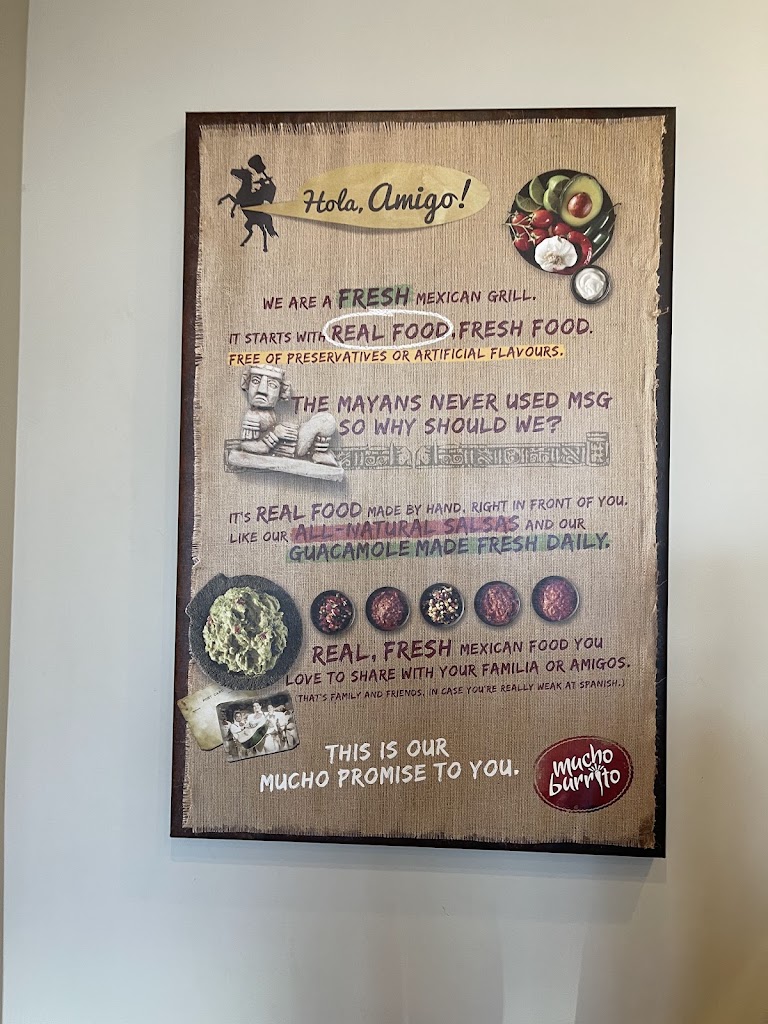 Hola, Amigo!
WE ARE A FRESH MEXICAN GRILL.
IT STARTS WITH REAL FOOD, FRESH FOOD.
FREE OF PRESERVATIVES OR ARTIFICIAL FLAVOURS.
THE MAYANS NEVER USED MSG
SO WHY SHOULD WE?
IT'S REAL FOOD MADE BY HAND, RIGHT IN FRONT OF YOU.
LIKE OUR ALL-NATURAL SALSAS AND OUR
GUACAMOLE MADE FRESH DAILY.
REAL, FRESH MEXICAN FOOD YOU
LOVE TO SHARE WITH YOUR FAMILIA OR AMIGOS.
(THAT'S FAMILY AND FRIENDS, IN CASE YOU'RE REALLY WEAK AT SPANISH.)
THIS IS OUR
MUCHO PROMISE TO YOU.
mucho
burrito